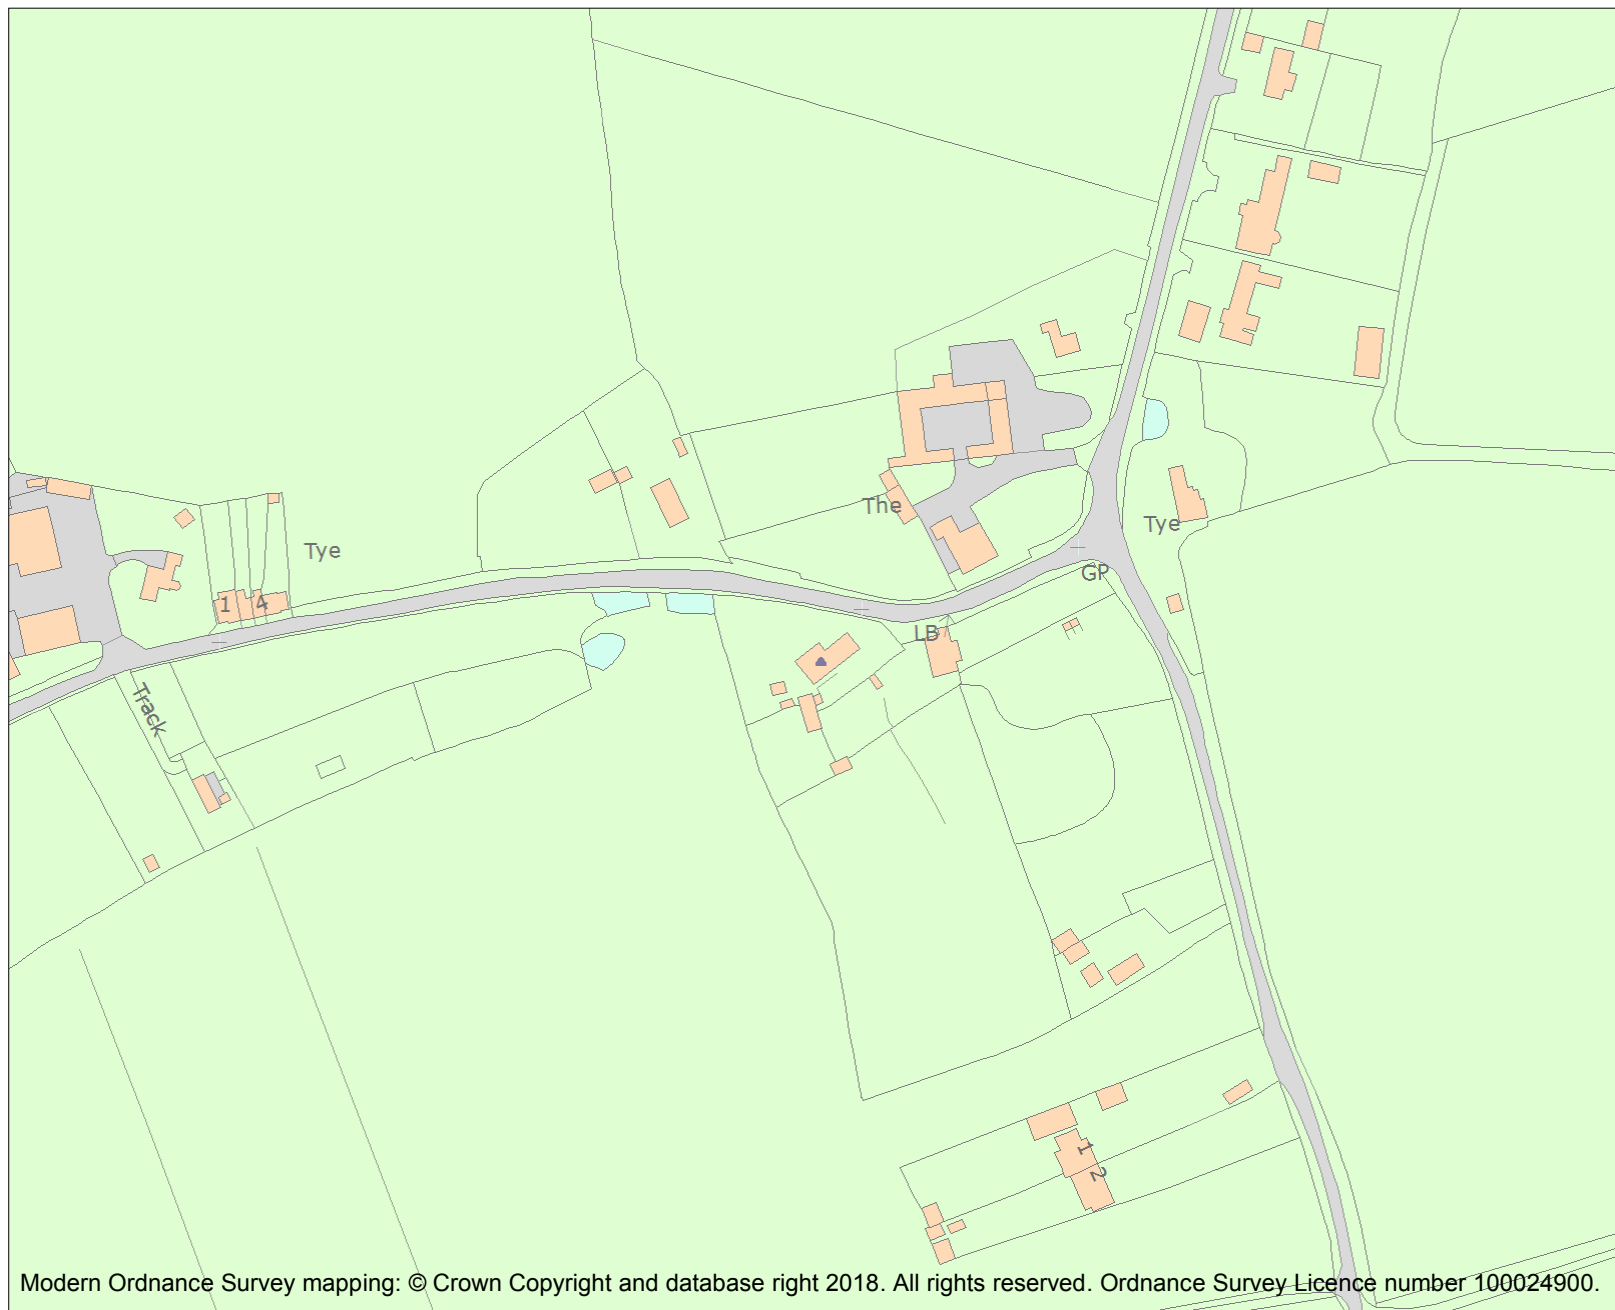 The
Tye
Tye
GP
1
4
LB
Track
1
2
Modern Ordnance Survey mapping: © Crown Copyright and database right 2018. All rights reserved. Ordnance Survey Licence number 100024900.